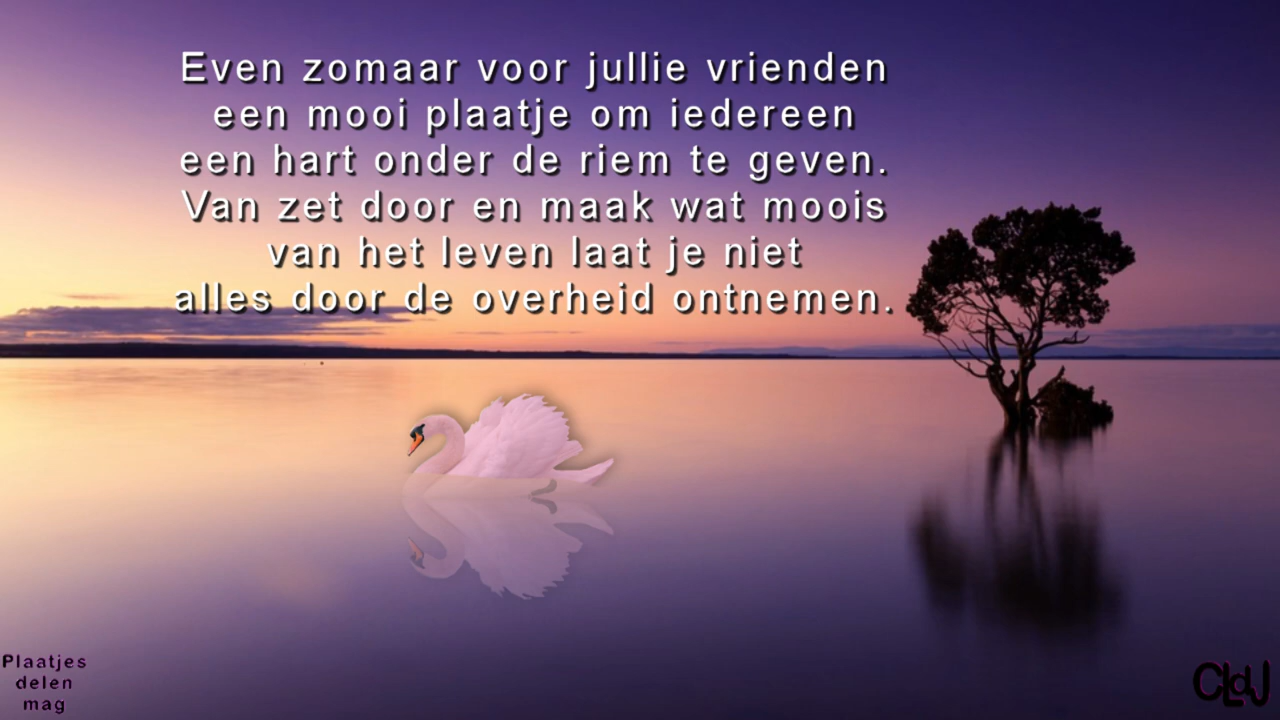 Even zomaar voor jullie vrienden
een mooi plaatje om iedereen
een hart onder de riem te geven.
Van zet door en maak wat moois
van het leven laat je niet
alles door de overheid ontnemen.
Plaatjes
delen
mag
CLdJ